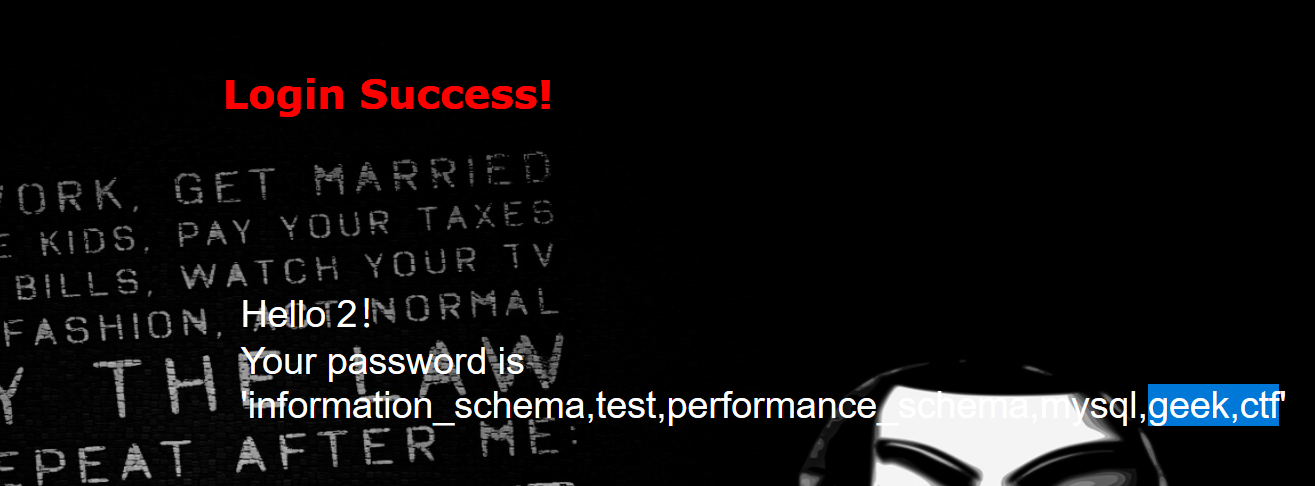 Login Success!
ORK, GET MARRIED
KIDS, PAY YOUR TAXES
BILLS, WATCH YOUR TV
FASHION, ACT NORMAL
Hello 2！
Y THE LAW
Your password is
'information_schema,test,performance_schema,mysql,geek,ctf'
EPEAT AFTER ME: